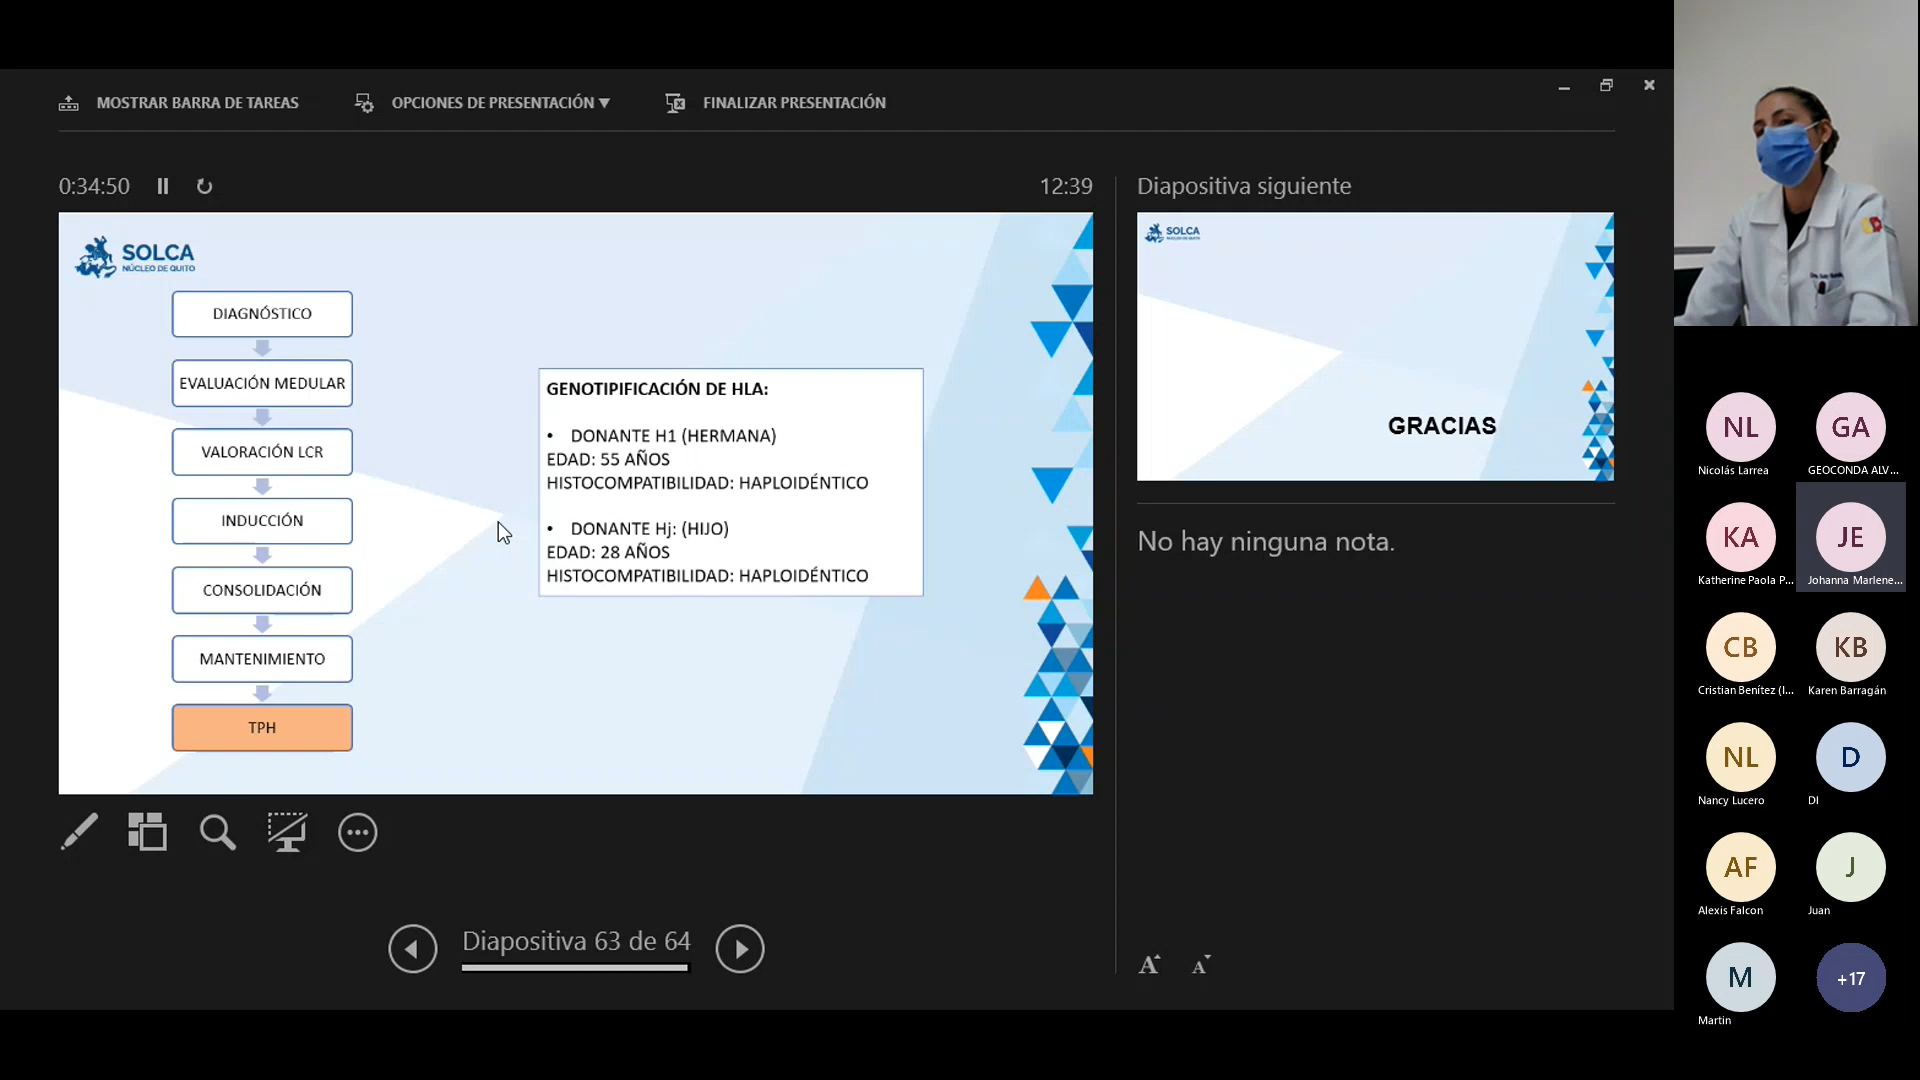 MOSTRAR BARRA DE TAREAS
OPCIONES DE PRESENTACIÓN
FINALIZAR PRESENTACIÓN
0:34:50
12:39
SOLCA
NÚCLEO DE QUITO
DIAGNÓSTICO
EVALUACIÓN MEDULAR
VALORACIÓN LCR
INDUCCIÓN
CONSOLIDACIÓN
MANTENIMIENTO
TPH
GENOTIPIFICACIÓN DE HLA:
• DONANTE H1 (HERMANA)
EDAD: 55 AÑOS
HISTOCOMPATIBILIDAD: HAPLOIDÉNTICO
• DONANTE Hj: (HIJO)
EDAD: 28 AÑOS
HISTOCOMPATIBILIDAD: HAPLOIDÉNTICO
Diapositiva 63 de 64
Diapositiva siguiente
SOLCA
NÚCLEO DE QUITO
GRACIAS
No hay ninguna nota.
A A
NL
Nicolás Larrea
GA
GEOCONDA ALV...
KA
Katherine Paola P...
JE
Johanna Marlene...
CB
Cristian Benítez (I...
KB
Karen Barragán
NL
Nancy Lucero
D
DI
AF
Alexis Falcon
J
Juan
M
Martin
+17